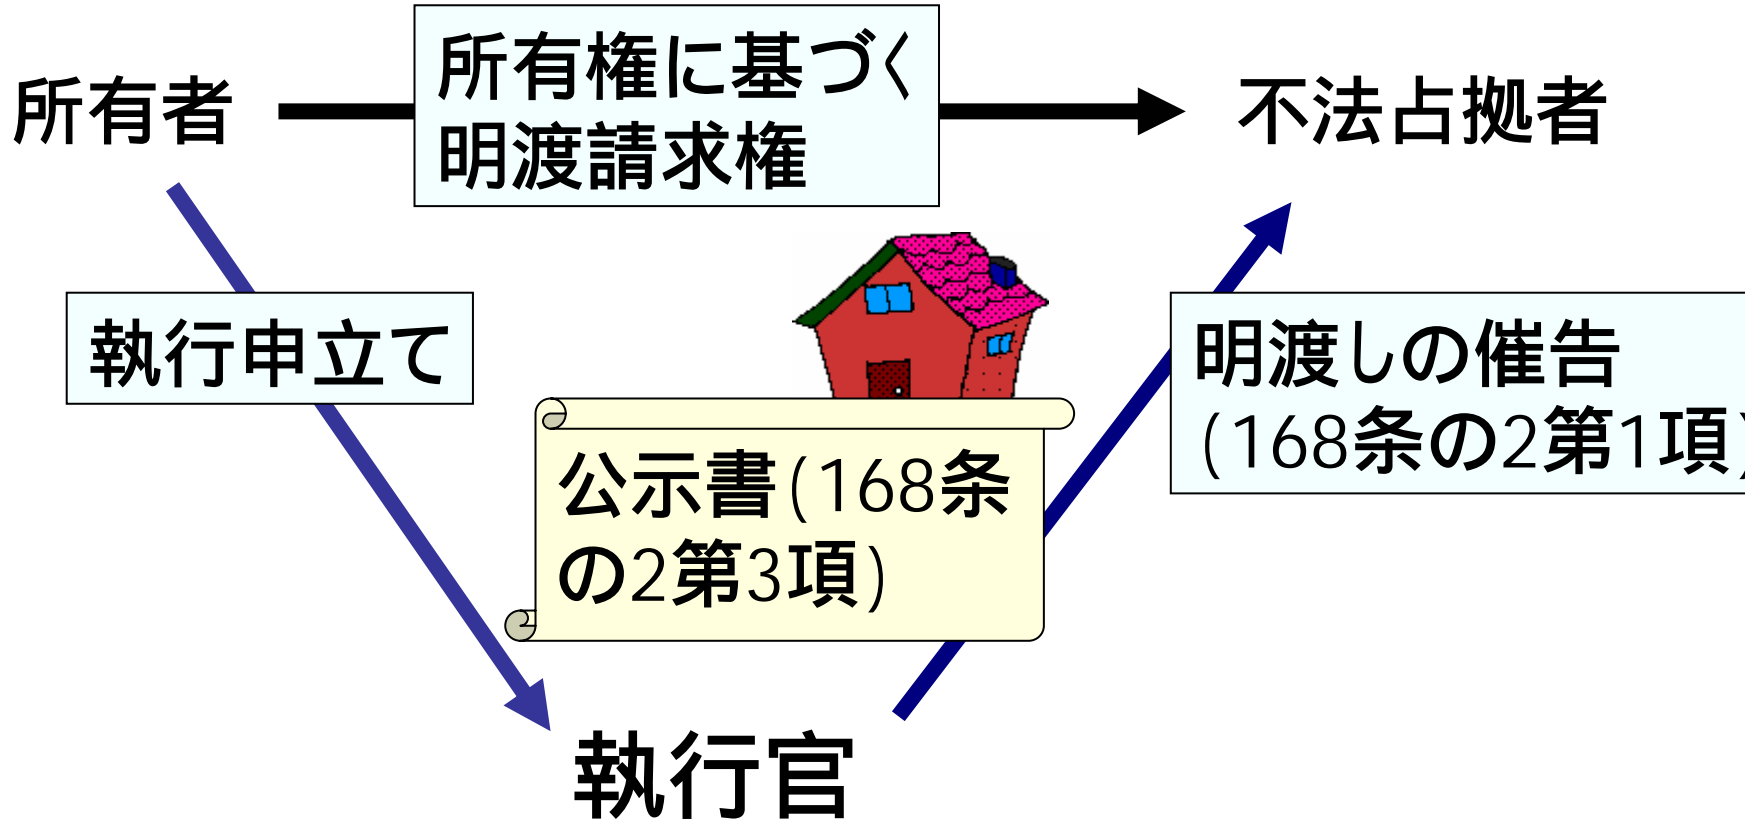 所有者
所有権に基づく
明渡請求権
不法占拠者
執行申立て
明渡しの催告
(168条の2第1項)
公示書(168条
の2第3項)
執行官